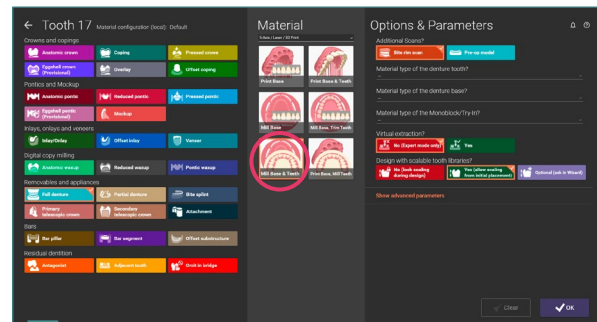 Tooth 17 Material configuration (local): Default
Crowns and copings
Anatomic crown
Coping
Pressed crown
Eggshell crown (Provisional)
Overlay
Offset coping
Pontics and Mockup
Anatomic pontic
Reduced pontic
Pressed pontic
Eggshell pontic (Provisional)
Mockup
Inlays, onlays and veneers
Inlay/Onlay
Offset inlay
Veneer
Digital copy milling
Anatomic waxup
Reduced waxup
Pontic waxup
Removables and appliances
Full denture
Partial denture
Bite splint
Primary telescopic crown
Secondary telescopic crown
Attachment
Bars
Bar pillar
Bar segment
Offset substructure
Residual dentition
Antagonist
Adjacent tooth
Omit in bridge
Material
Print Base
Print Base & Teeth
Mill Base
Mill Base, Trim Teeth
Mill Base & Teeth
Print Base, Mill Teeth
Options & Parameters
Additional Scans?
Bite rim scan
Pre-op model
Material type of the denture tooth?
Material type of the denture base?
Material type of the Monoblock/Try-In?
Virtual extraction?
No (Expert mode only)
Yes
Design with scalable tooth libraries?
No (lock scaling during design)
Yes (allow scaling from initial placement)
Optional (ask in Wizard)
Show advanced parameters
Clear
OK